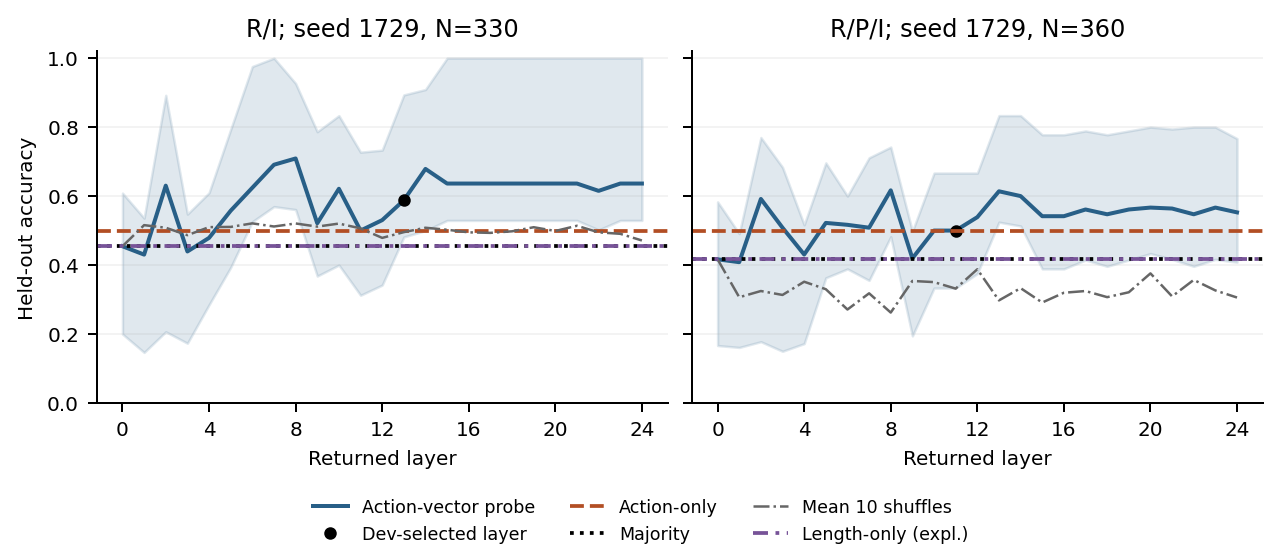 R/I; seed 1729, N=330
R/P/I; seed 1729, N=360
Held-out accuracy
1.0
0.8
0.6
0.4
0.2
0.0
0 4 8 12 16 20 24
0 4 8 12 16 20 24
Returned layer
Returned layer
Action-vector probe
Action-only
Mean 10 shuffles
Dev-selected layer
Majority
Length-only (expl.)